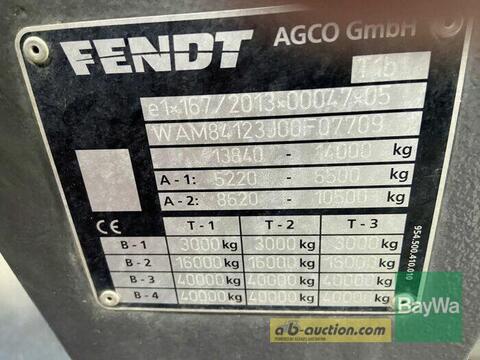 FENDT AGCO GmbH
T1b
e1*167/2013*00047*05
WAM84123J00F07709
13840 - 14000 kg
A - 1: 5220 - 6500 kg
A - 2: 8620 - 10500 kg
CE T - 1 T - 2 T - 3
B - 1 3000 kg 3000 kg 3000 kg
B - 2 16000 kg 16000 kg 16000 kg
B - 3 40000 kg 40000 kg 40000
B - 4 40000 kg 40000 kg 40000
954.500.410.010
BayWa
ab-auction.com